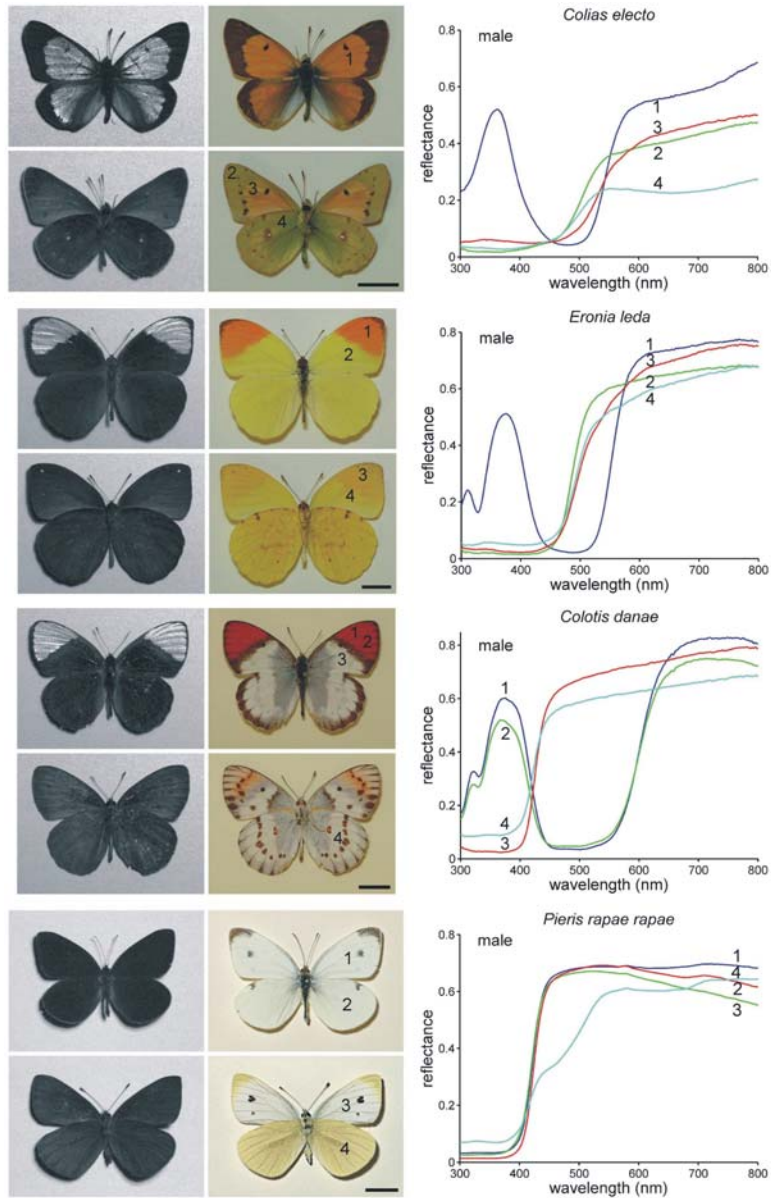 Colias electo
male
reflectance
0.8
0.6
0.4
0.2
0
300 400 500 600 700 800
wavelength (nm)
1
3
2
4
1
2
3
4
Eronia leda
male
reflectance
0.8
0.6
0.4
0.2
0
300 400 500 600 700 800
wavelength (nm)
1
3
2
4
1
2
3
4
Colotis danae
male
reflectance
0.8
0.6
0.4
0.2
0
300 400 500 600 700 800
wavelength (nm)
1
2
4
3
1
2
3
4
Pieris rapae rapae
male
reflectance
0.8
0.6
0.4
0.2
0
300 400 500 600 700 800
wavelength (nm)
1
4
2
3
1
2
3
4